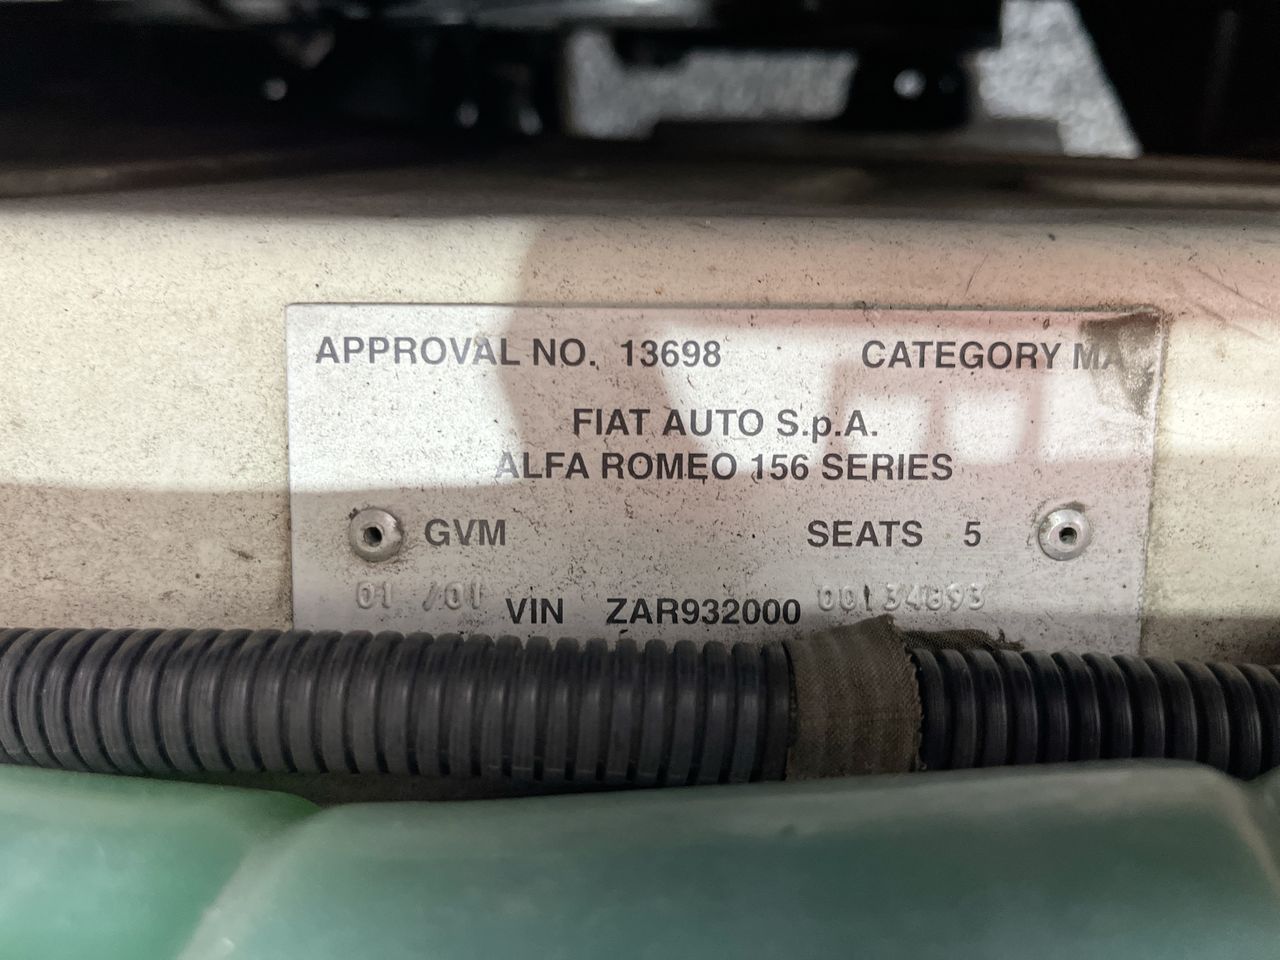 APPROVAL NO. 13698 CATEGORY MA
FIAT AUTO S.p.A.
ALFA ROMEO 156 SERIES
GVM SEATS 5
01 /01 VIN ZAR932000 00134893